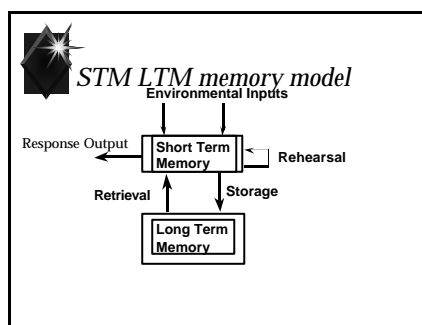 STM LTM memory model
Environmental Inputs
Response Output
Short Term
Memory
Rehearsal
Retrieval
Storage
Long Term
Memory